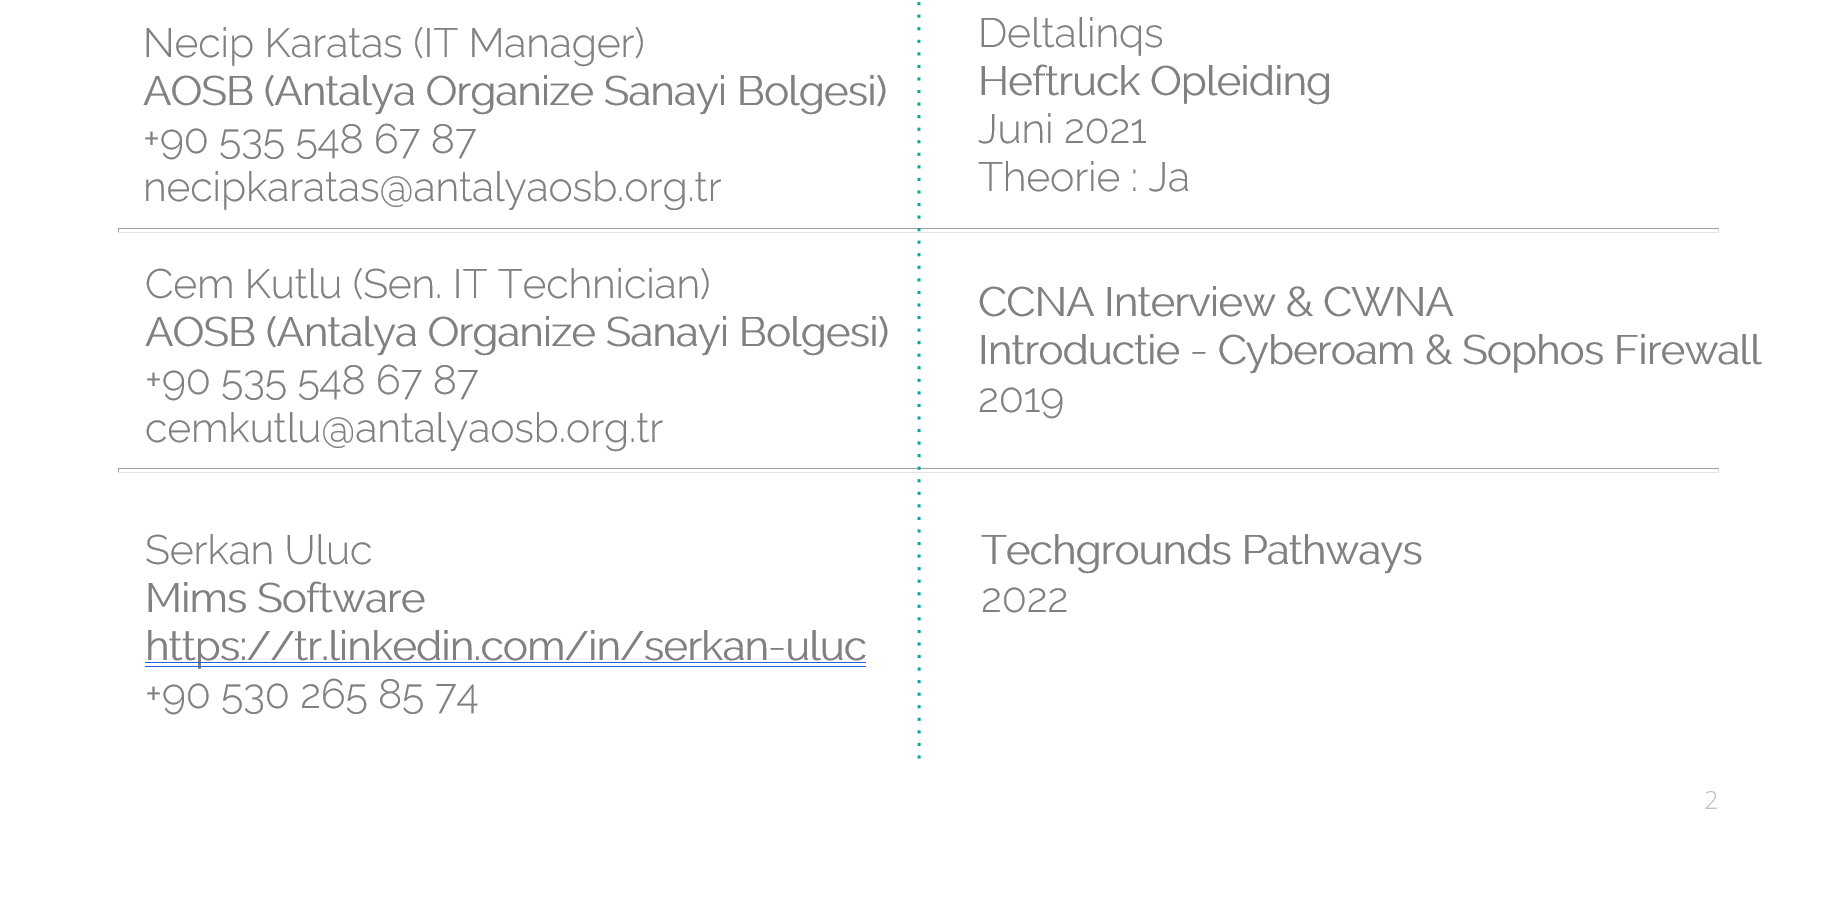 Necip Karatas (IT Manager)
AOSB (Antalya Organize Sanayi Bolgesi)
+90 535 548 67 87
necipkaratas@antalyaosb.org.tr
Cem Kutlu (Sen. IT Technician)
AOSB (Antalya Organize Sanayi Bolgesi)
+90 535 548 67 87
cemkutlu@antalyaosb.org.tr
Serkan Uluc
Mims Software
https://tr.linkedin.com/in/serkan-uluc
+90 530 265 85 74
Deltalinqs
Heftruck Opleiding
Juni 2021
Theorie : Ja
CCNA Interview & CWNA
Introductie - Cyberoam & Sophos Firewall
2019
Techgrounds Pathways
2022
2